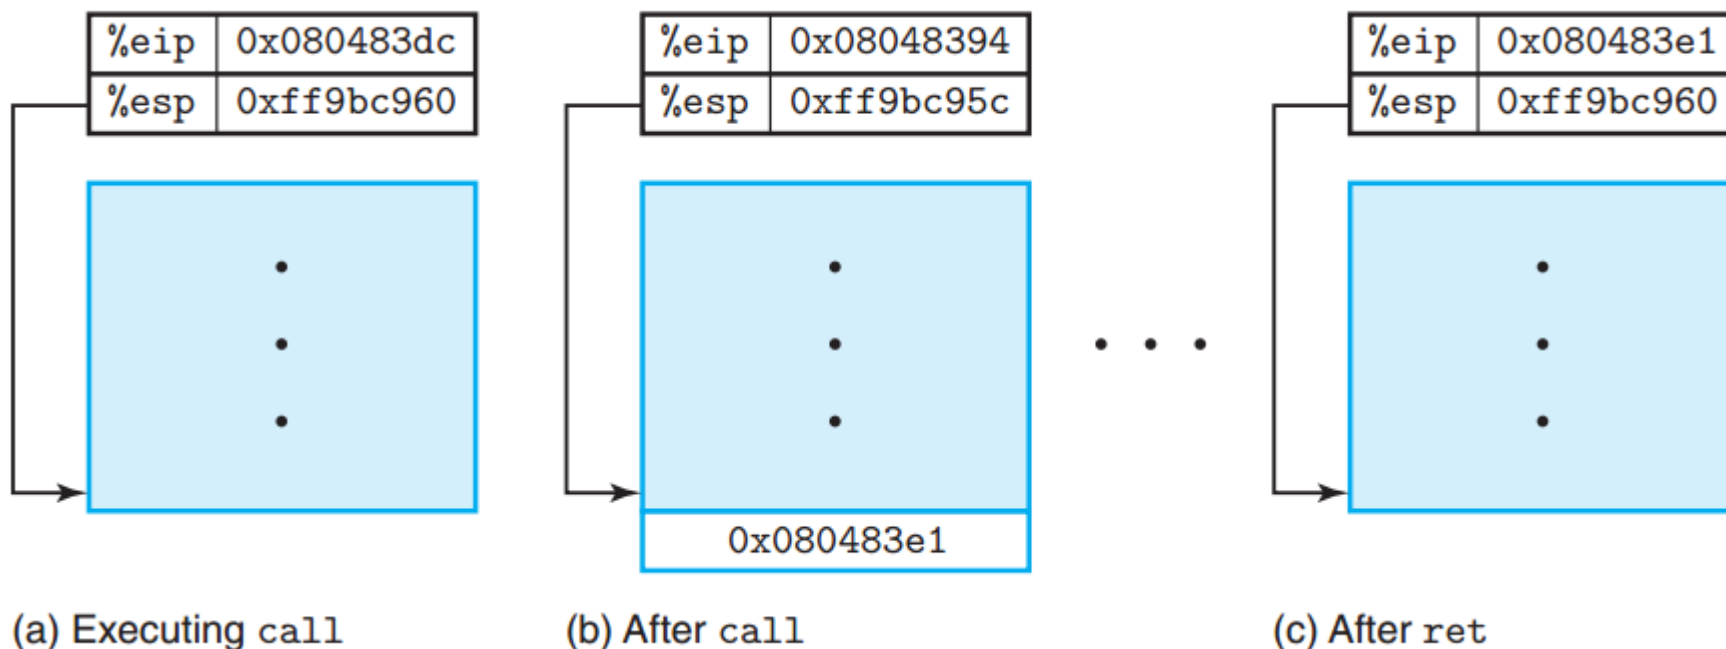 %eip 0x080483dc
%esp 0xff9bc960
(a) Executing call
%eip 0x08048394
%esp 0xff9bc95c
0x080483e1
(b) After call
%eip 0x080483e1
%esp 0xff9bc960
(c) After ret